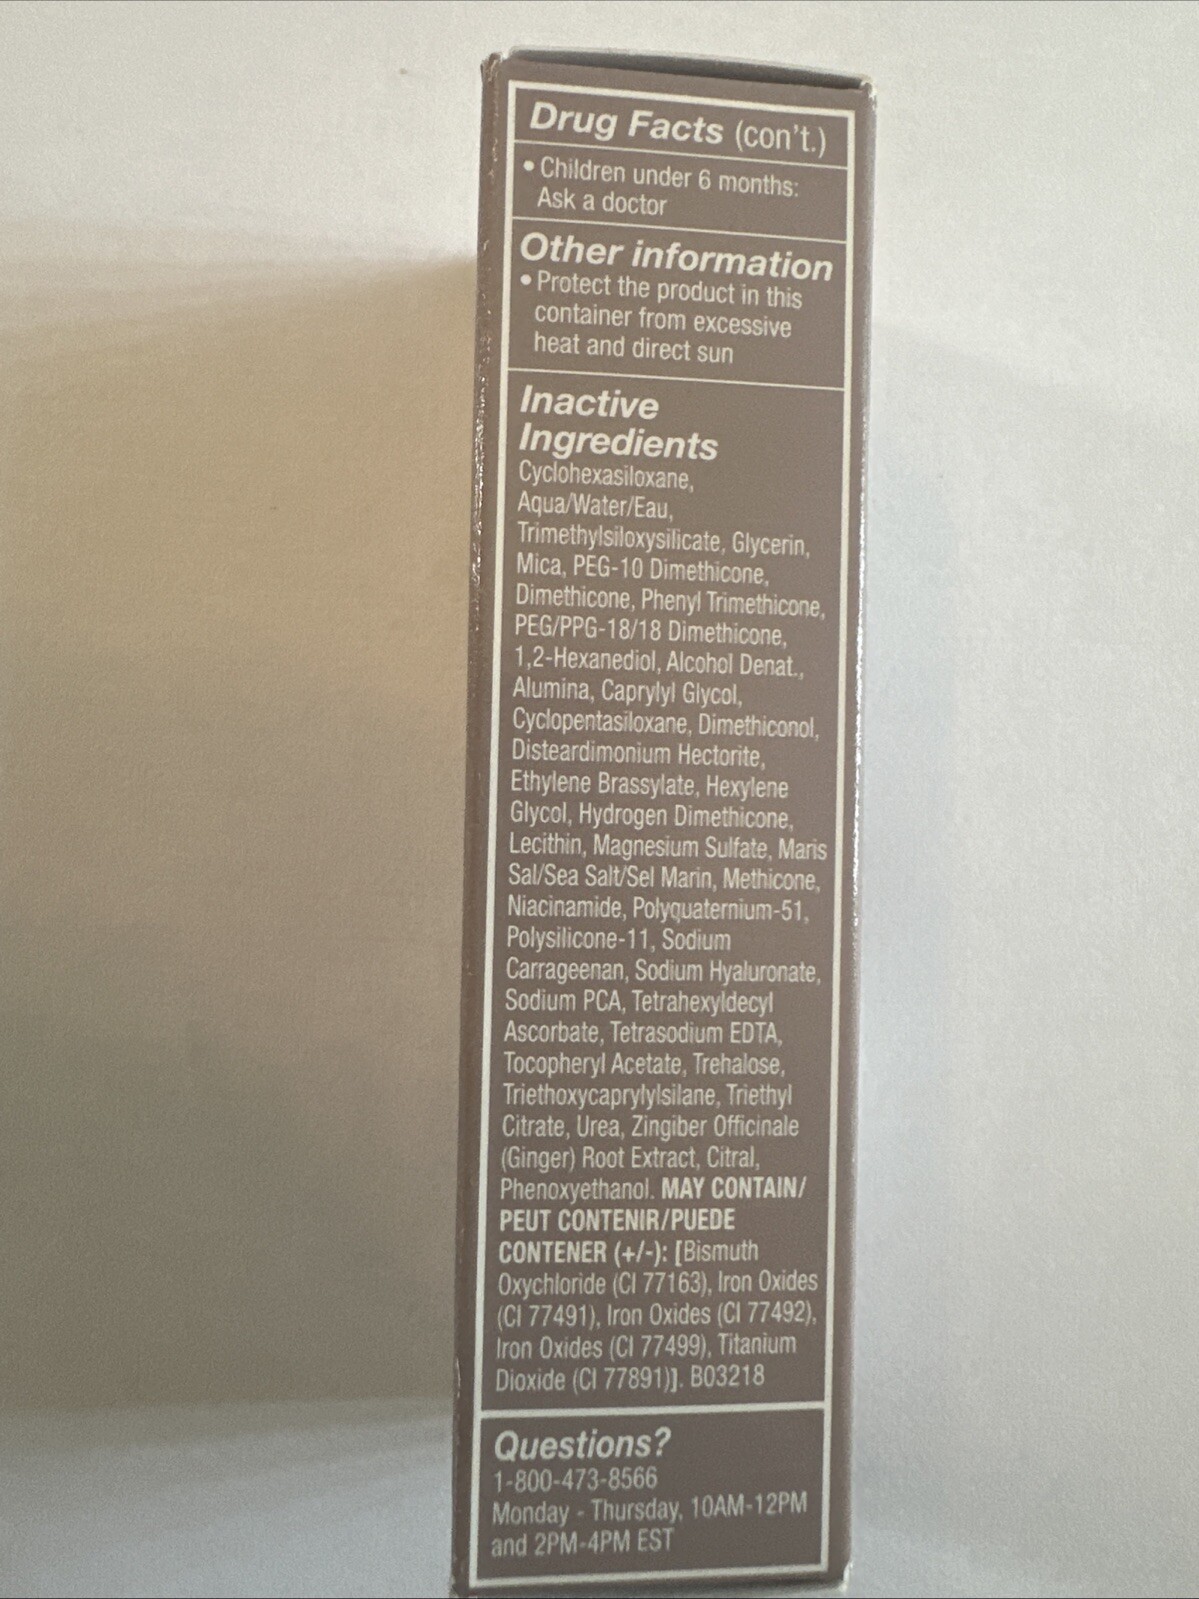 Drug Facts (con't.)
• Children under 6 months:
Ask a doctor
Other information
• Protect the product in this
container from excessive
heat and direct sun
Inactive
Ingredients
Cyclohexasiloxane,
Aqua/Water/Eau,
Trimethylsiloxysilicate, Glycerin,
Mica, PEG-10 Dimethicone,
Dimethicone, Phenyl Trimethicone,
PEG/PPG-18/18 Dimethicone,
1,2-Hexanediol, Alcohol Denat.,
Alumina, Caprylyl Glycol,
Cyclopentasiloxane, Dimethiconol,
Disteardimonium Hectorite,
Ethylene Brassylate, Hexylene
Glycol, Hydrogen Dimethicone,
Lecithin, Magnesium Sulfate, Maris
Sal/Sea Salt/Sel Marin, Methicone,
Niacinamide, Polyquaternium-51,
Polysilicone-11, Sodium
Carrageenan, Sodium Hyaluronate,
Sodium PCA, Tetrahexyldecyl
Ascorbate, Tetrasodium EDTA,
Tocopheryl Acetate, Trehalose,
Triethoxycaprylylsilane, Triethyl
Citrate, Urea, Zingiber Officinale
(Ginger) Root Extract, Citral,
Phenoxyethanol. MAY CONTAIN/
PEUT CONTENIR/PUEDE
CONTENER (+/-): [Bismuth
Oxychloride (CI 77163), Iron Oxides
(CI 77491), Iron Oxides (CI 77492),
Iron Oxides (CI 77499), Titanium
Dioxide (CI 77891)]. B03218
Questions?
1-800-473-8566
Monday - Thursday, 10AM-12PM
and 2PM-4PM EST